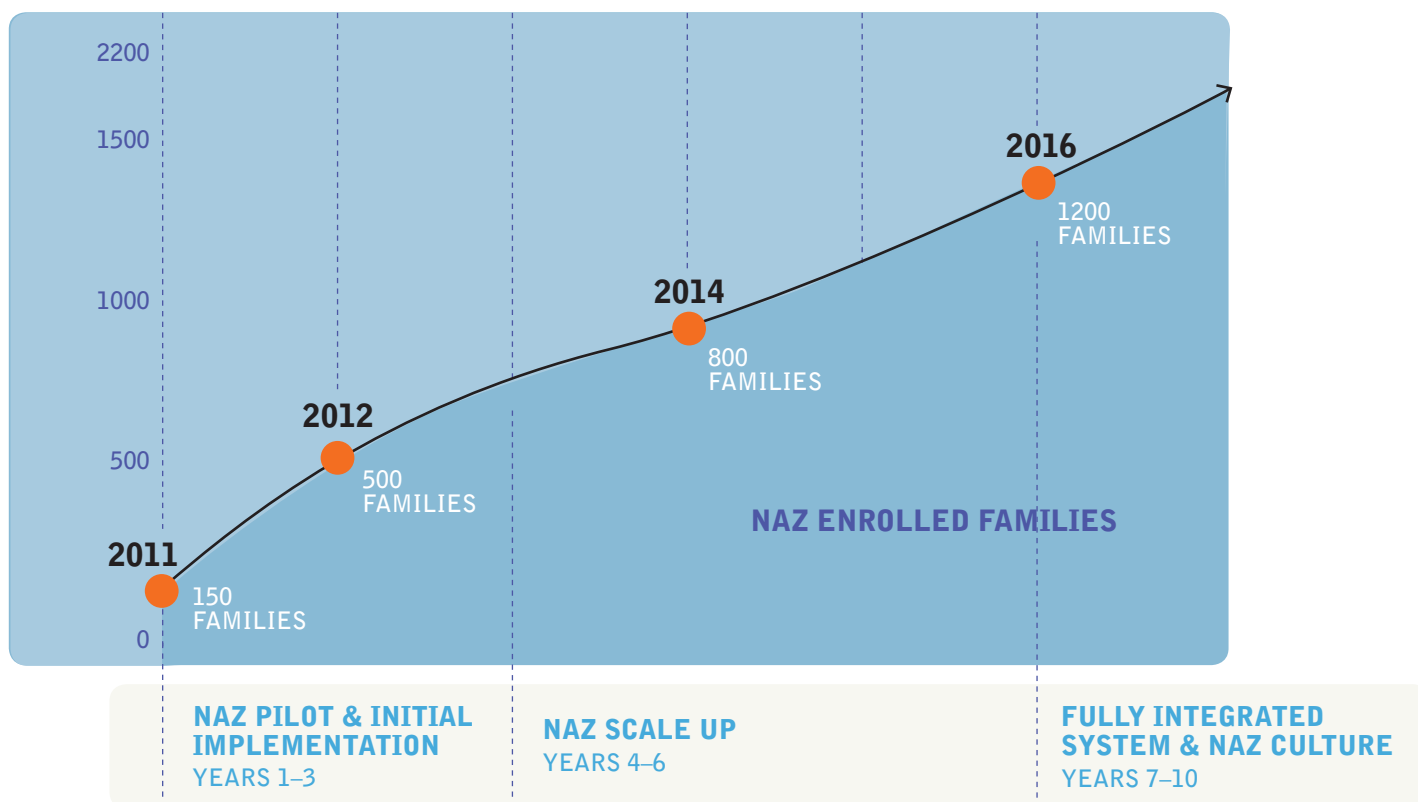 2200
1500
1000
500
0
2011
150
FAMILIES
2012
500
FAMILIES
2014
800
FAMILIES
2016
1200
FAMILIES
NAZ ENROLLED FAMILIES
NAZ PILOT & INITIAL
IMPLEMENTATION
YEARS 1–3
NAZ SCALE UP
YEARS 4–6
FULLY INTEGRATED
SYSTEM & NAZ CULTURE
YEARS 7–10